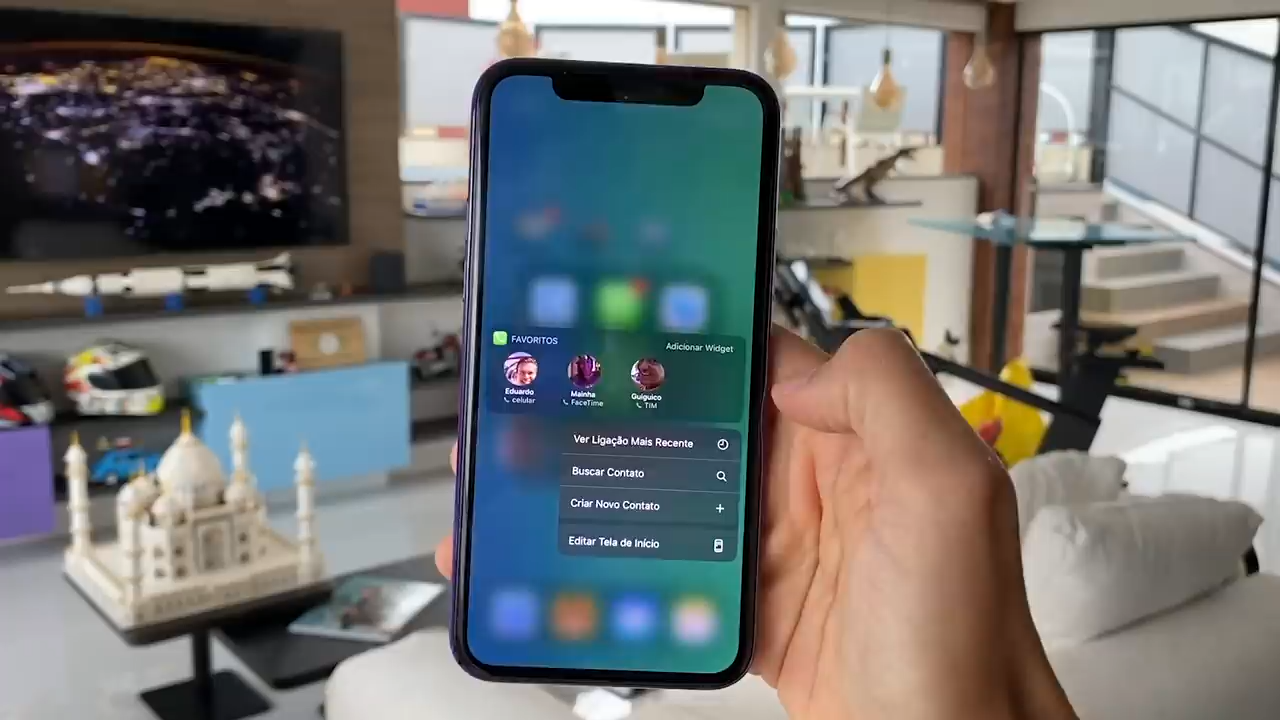 FAVORITOS
Adicionar Widget
Eduardo
celular
Mainha
FaceTime
Guiguico
TIM
Ver Ligação Mais Recente
Buscar Contato
Criar Novo Contato
Editar Tela de Início